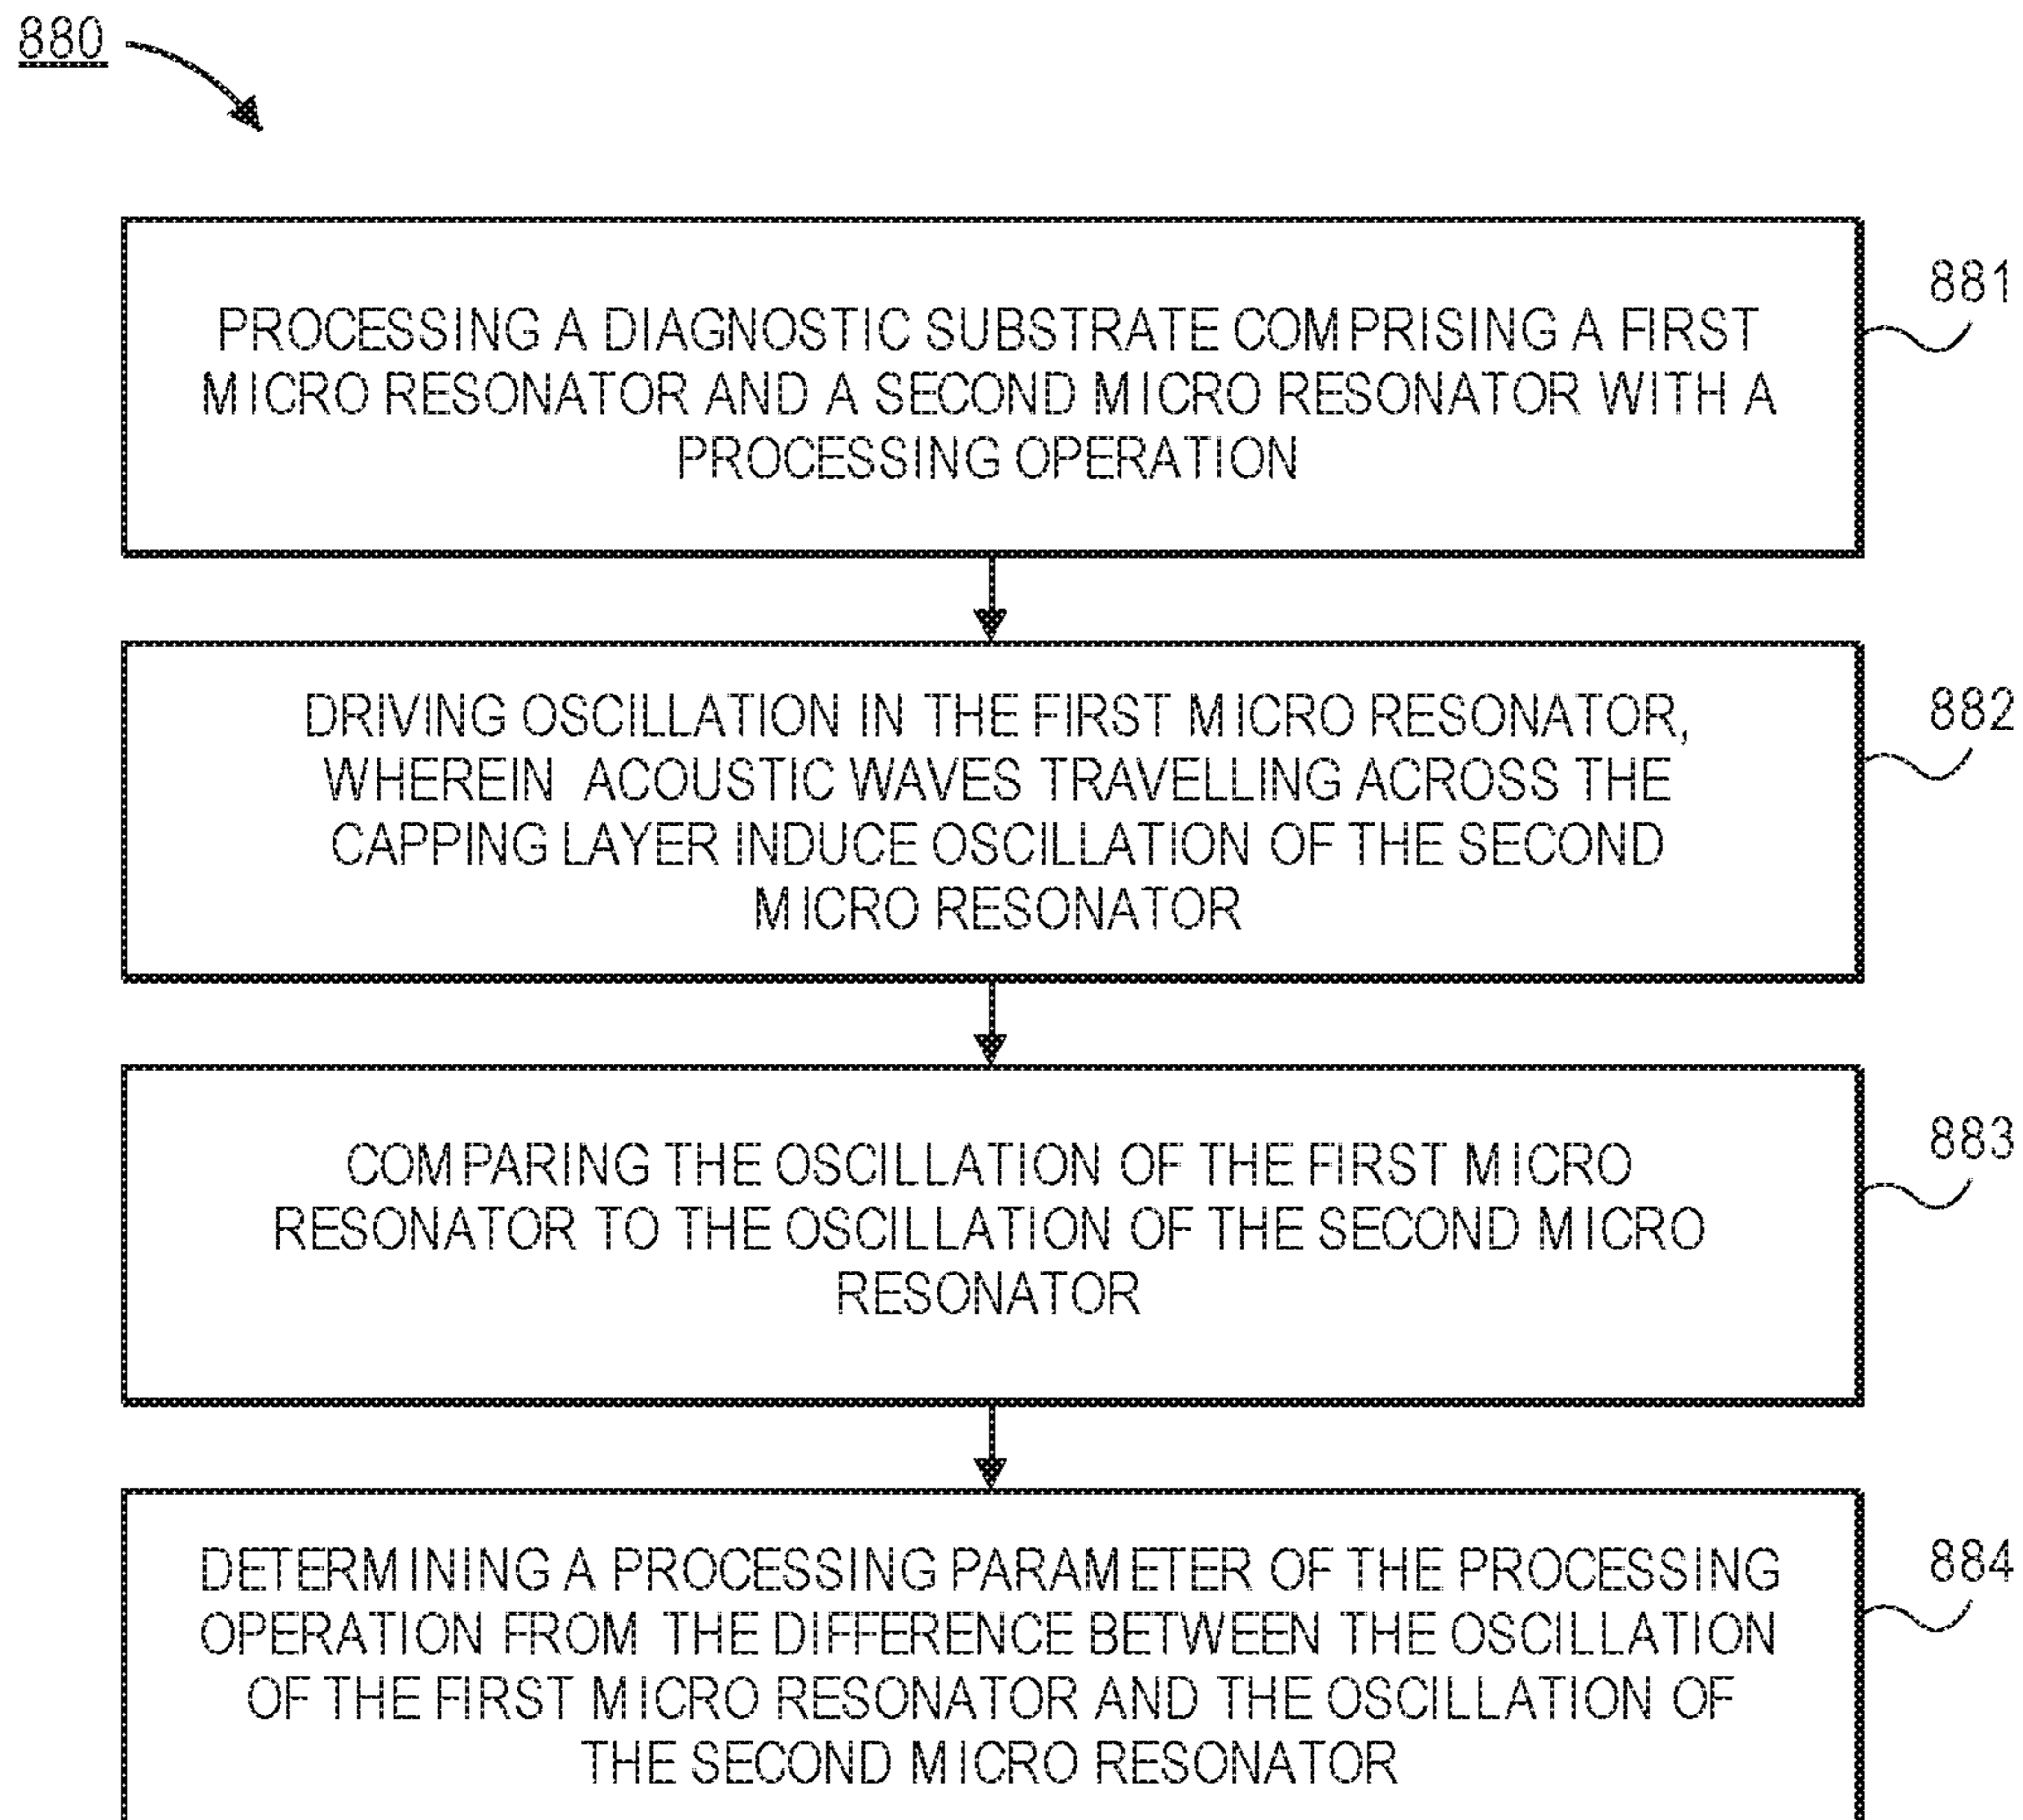 880
PROCESSING A DIAGNOSTIC SUBSTRATE COMPRISING A FIRST
MICRO RESONATOR AND A SECOND MICRO RESONATOR WITH A
PROCESSING OPERATION
881
DRIVING OSCILLATION IN THE FIRST MICRO RESONATOR,
WHEREIN ACOUSTIC WAVES TRAVELLING ACROSS THE
CAPPING LAYER INDUCE OSCILLATION OF THE SECOND
MICRO RESONATOR
882
COMPARING THE OSCILLATION OF THE FIRST MICRO
RESONATOR TO THE OSCILLATION OF THE SECOND MICRO
RESONATOR
883
DETERMINING A PROCESSING PARAMETER OF THE PROCESSING
OPERATION FROM THE DIFFERENCE BETWEEN THE OSCILLATION
OF THE FIRST MICRO RESONATOR AND THE OSCILLATION OF
THE SECOND MICRO RESONATOR
884